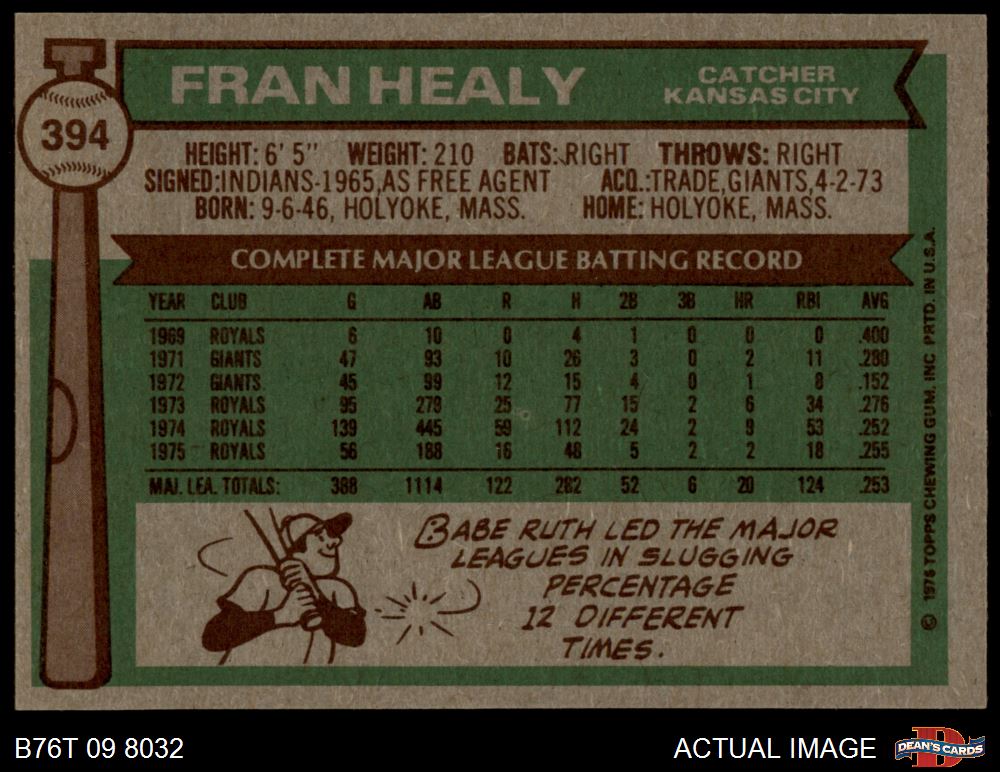 FRAN HEALY
CATCHER
KANSAS CITY
394
HEIGHT: 6' 5" WEIGHT: 210 BATS: RIGHT THROWS: RIGHT
SIGNED: INDIANS-1965, AS FREE AGENT ACQ.: TRADE, GIANTS, 4-2-73
BORN: 9-6-46, HOLYOKE, MASS. HOME: HOLYOKE, MASS.
COMPLETE MAJOR LEAGUE BATTING RECORD
YEAR CLUB G AB R H 2B 3B HR RBI AVG
1969 ROYALS 6 10 0 4 1 0 0 0 .400
1971 GIANTS 47 93 10 26 3 0 2 11 .280
1972 GIANTS 45 99 12 15 4 0 1 8 .152
1973 ROYALS 95 279 25 77 15 2 6 34 .276
1974 ROYALS 139 445 59 112 24 2 9 53 .252
1975 ROYALS 56 188 16 48 5 2 2 18 .255
MAJ. LEA. TOTALS: 388 1114 122 282 52 6 20 124 .253
BABE RUTH LED THE MAJOR
LEAGUES IN SLUGGING
PERCENTAGE
12 DIFFERENT
TIMES.
© 1976 TOPPS CHEWING GUM, INC PRTD. IN U.S.A.
B76T 09 8032
ACTUAL IMAGE
D
DEAN'S CARDS